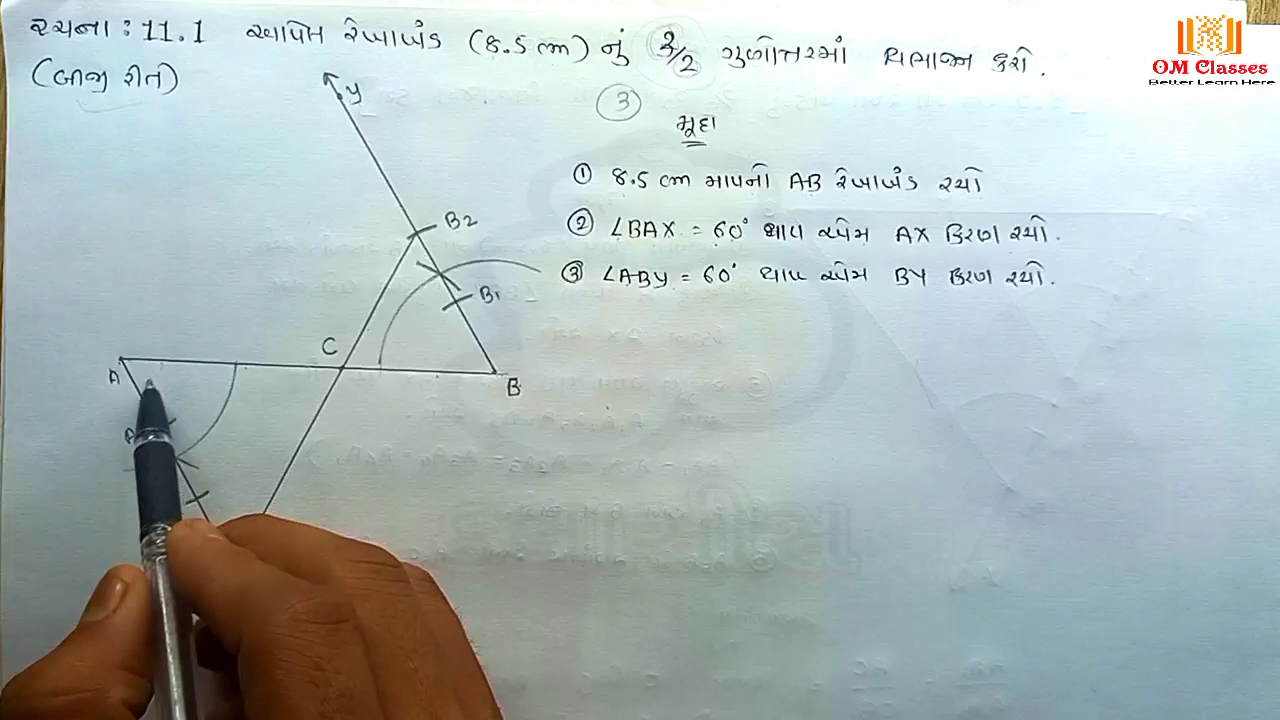 રચના : 11.1 આપેલ રેખાખંડ (8.5 cm) નું 3/2 ગુણોત્તરમાં વિભાજન કરો.
(બીજી રીત)
OM Classes
Better Learn Here
y
③
મુદ્દા
① 8.5 cm માપનો AB રેખાખંડ રચો
② ∠BAX = 60° થાય એમ AX કિરણ રચો.
③ ∠ABY = 60° થાય એમ BY કિરણ રચો.
B2
B1
C
A
B
A